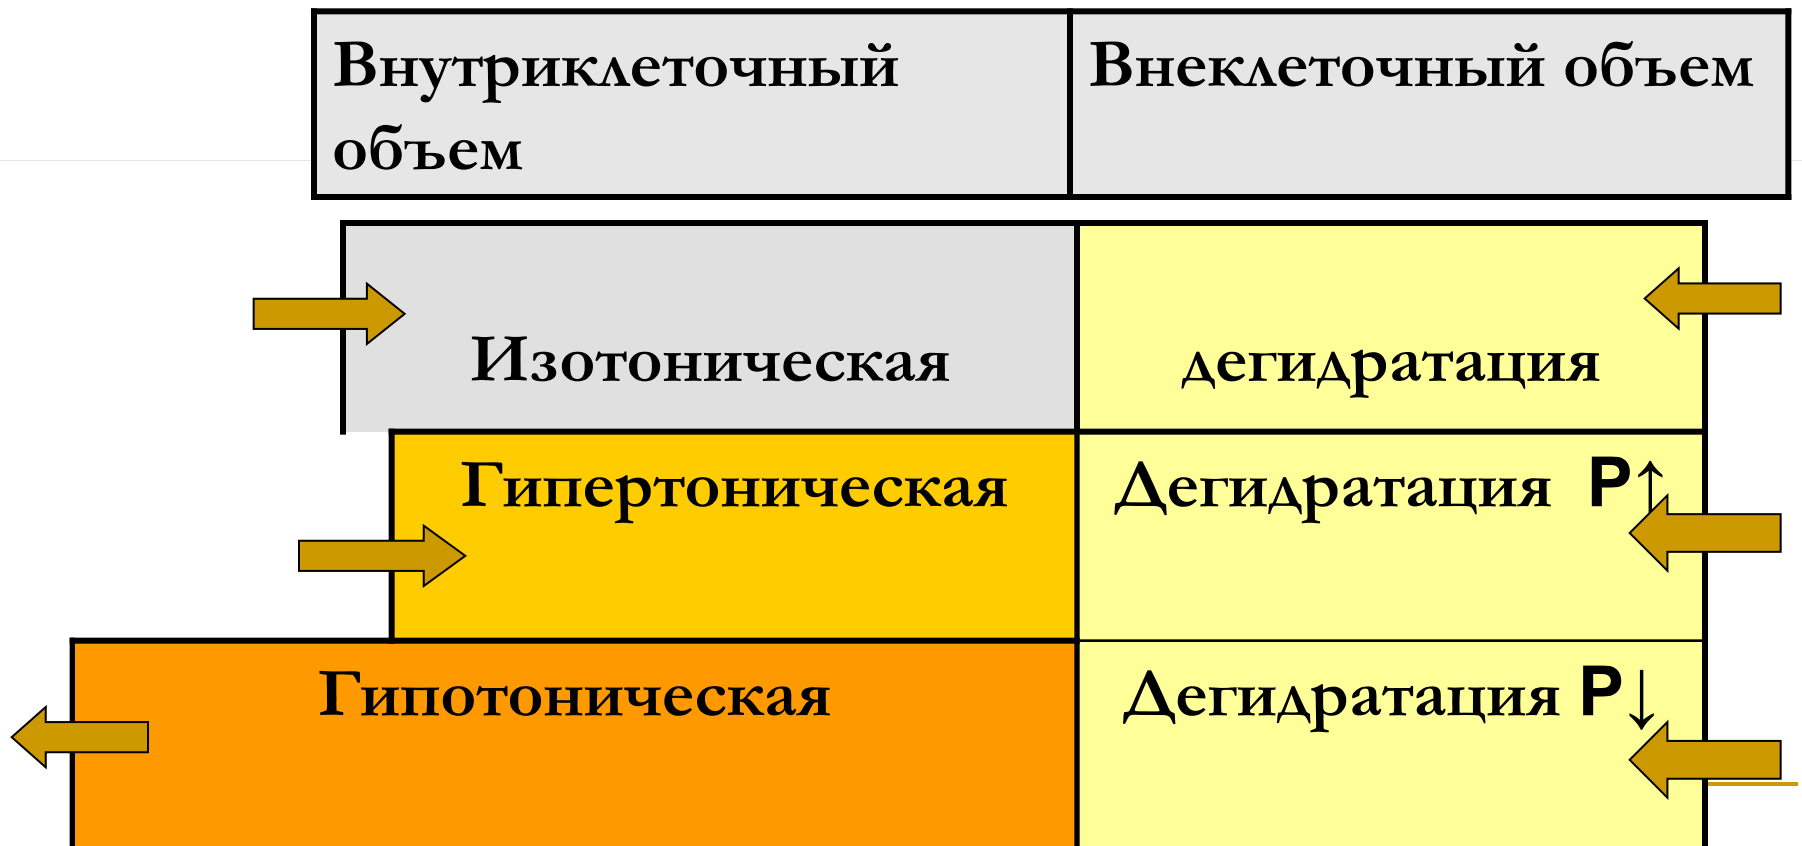 Внутриклеточный Внеклеточный объем
объем
Изотоническая дегидратация
Гипертоническая Дегидратация P↑
Гипотоническая Дегидратация P↓